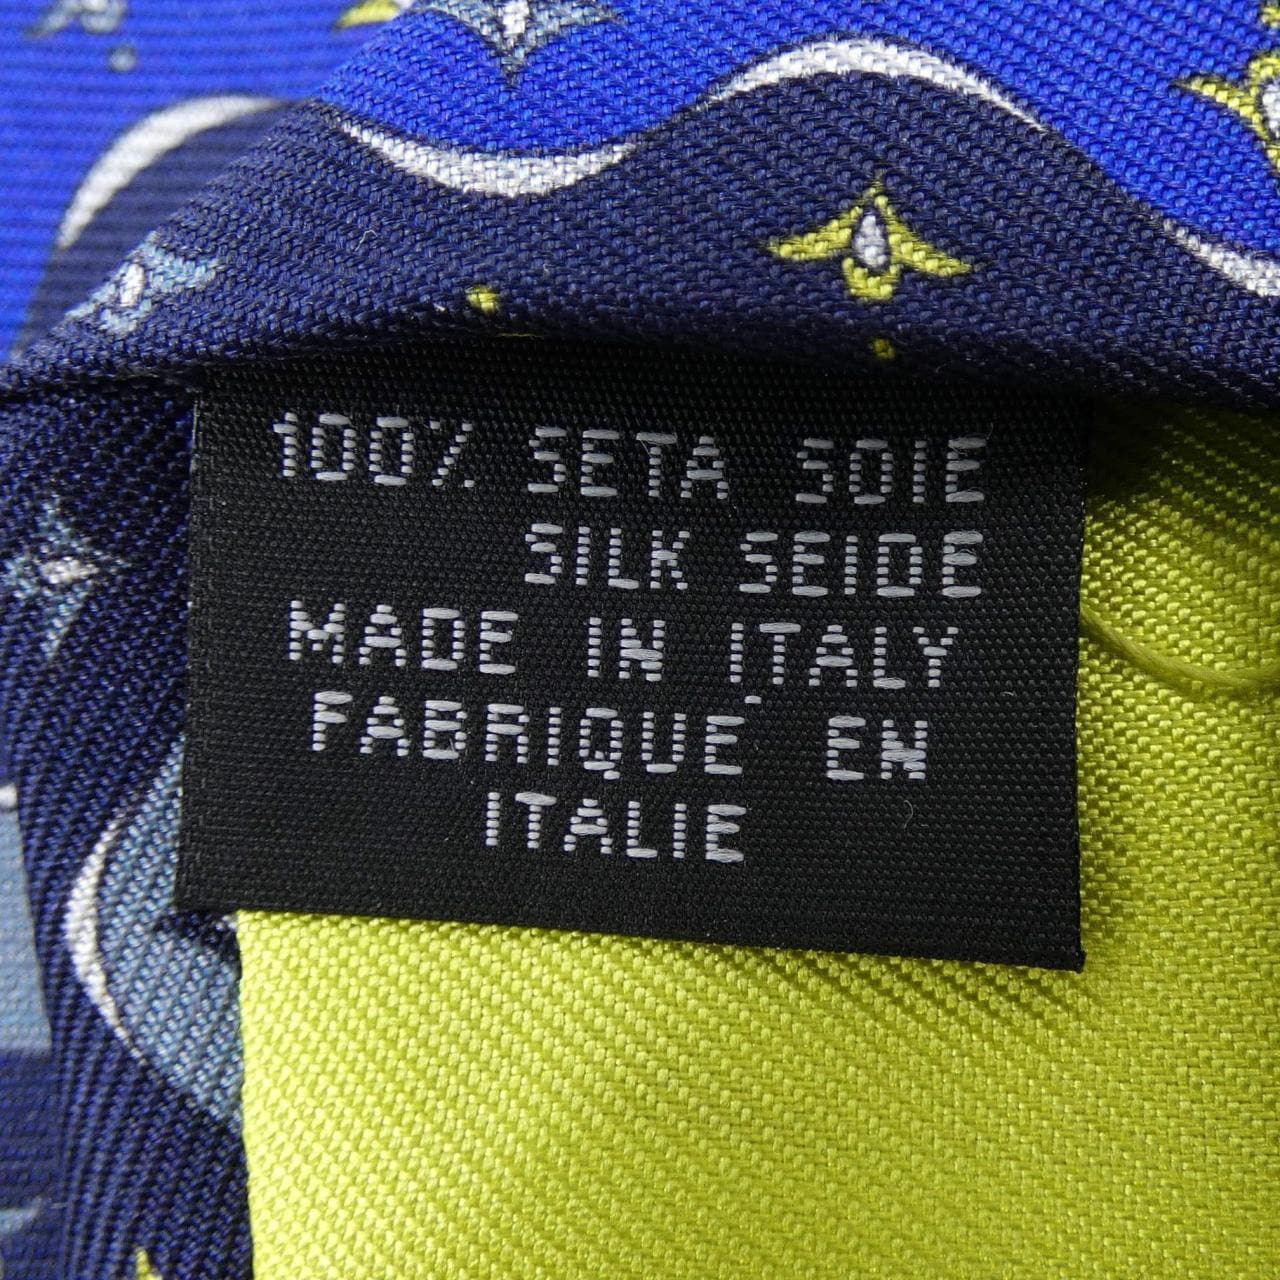 100% SETA SOIE
SILK SEIDE
MADE IN ITALY
FABRIQUE EN
ITALIE